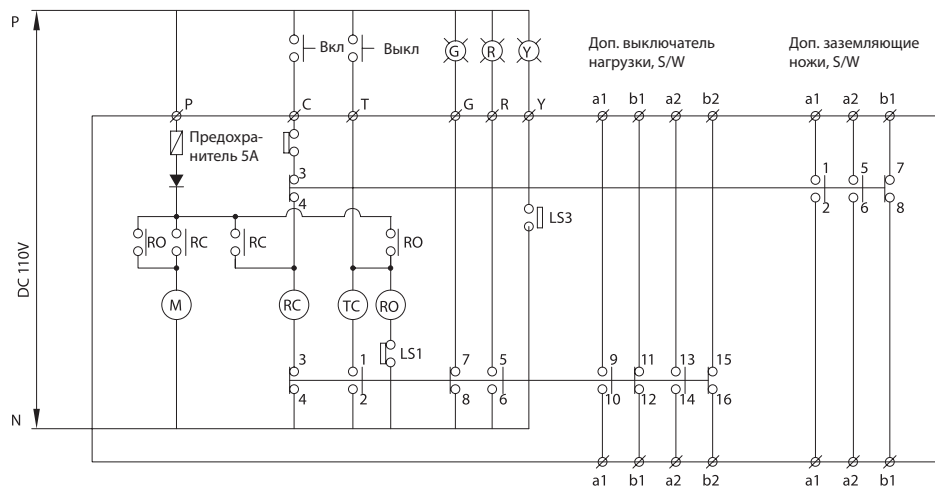 P
Вкл
Выкл
G
R
Y
Доп. выключатель
нагрузки, S/W
Доп. заземляющие
ножи, S/W
P
C
T
G
R
Y
a1
b1
a2
b2
a1
a2
b1
Предохра-
нитель 5A
3
4
1
2
5
6
7
8
LS3
RO
RC
RC
RO
DC 110V
M
RC
TC
RO
LS1
3
4
1
2
7
8
5
6
9
10
11
12
13
14
15
16
N
a1
b1
a2
b2
a1
a2
b1